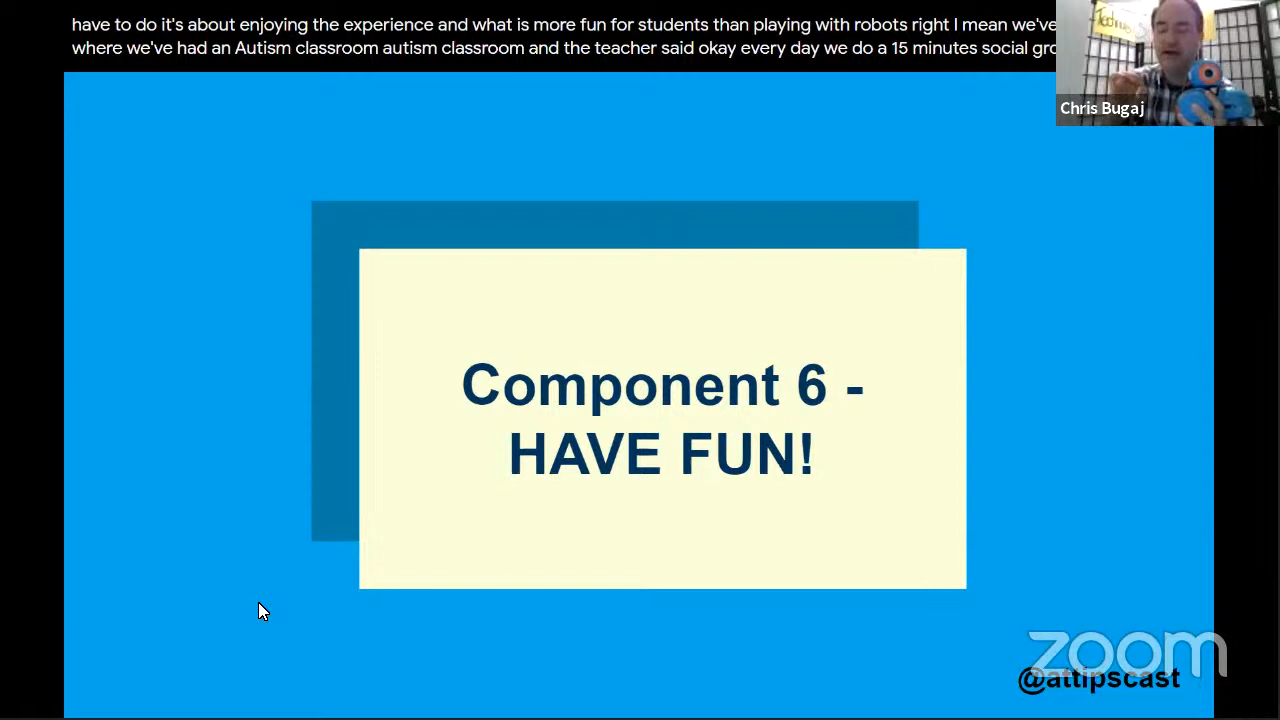 have to do it's about enjoying the experience and what is more fun for students than playing with robots right I mean we've
where we've had an Autism classroom autism classroom and the teacher said okay every day we do a 15 minutes social gro
Chris Bugaj
Component 6 -
HAVE FUN!
zoom
@attipscast